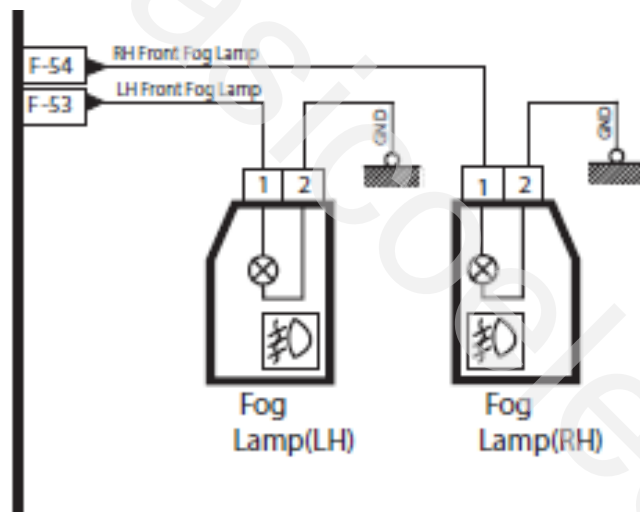 F-54
RH Front Fog Lamp
F-53
LH Front Fog Lamp
GND
GND
1 2
1 2
Fog
Lamp(LH)
Fog
Lamp(RH)